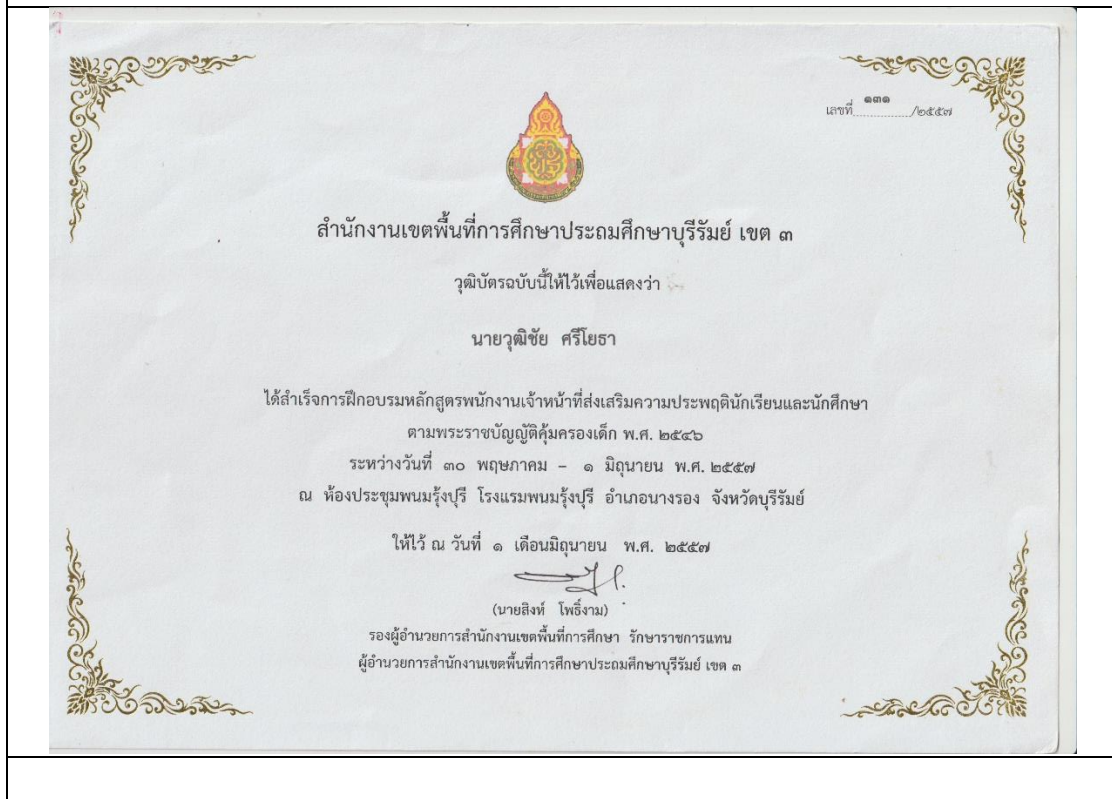 เลขที่ ๑๓๑ /๒๕๕๗
สำนักงานเขตพื้นที่การศึกษาประถมศึกษาบุรีรัมย์ เขต ๓
วุฒิบัตรฉบับนี้ให้ไว้เพื่อแสดงว่า
นายวุฒิชัย ศรีโยธา
ได้สำเร็จการฝึกอบรมหลักสูตรพนักงานเจ้าหน้าที่ส่งเสริมความประพฤตินักเรียนและนักศึกษา
ตามพระราชบัญญัติคุ้มครองเด็ก พ.ศ. ๒๕๔๖
ระหว่างวันที่ ๓๐ พฤษภาคม – ๑ มิถุนายน พ.ศ. ๒๕๕๗
ณ ห้องประชุมพนมรุ้งปุรี โรงแรมพนมรุ้งปุรี อำเภอนางรอง จังหวัดบุรีรัมย์
ให้ไว้ ณ วันที่ ๑ เดือนมิถุนายน พ.ศ. ๒๕๕๗
(นายสิงห์ โพธิ์งาม)
รองผู้อำนวยการสำนักงานเขตพื้นที่การศึกษา รักษาราชการแทน
ผู้อำนวยการสำนักงานเขตพื้นที่การศึกษาประถมศึกษาบุรีรัมย์ เขต ๓